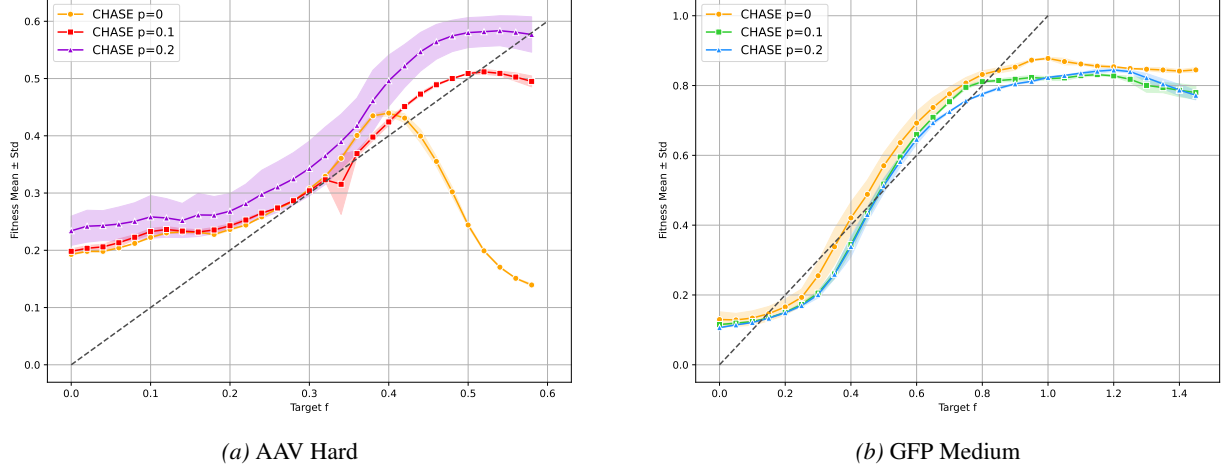 CHASE p=0
CHASE p=0.1
CHASE p=0.2
Fitness Mean ± Std
0.6
0.5
0.4
0.3
0.2
0.1
0.0
0.0 0.1 0.2 0.3 0.4 0.5 0.6
Target f
(a) AAV Hard
CHASE p=0
CHASE p=0.1
CHASE p=0.2
Fitness Mean ± Std
1.0
0.8
0.6
0.4
0.2
0.0
0.0 0.2 0.4 0.6 0.8 1.0 1.2 1.4
Target f
(b) GFP Medium